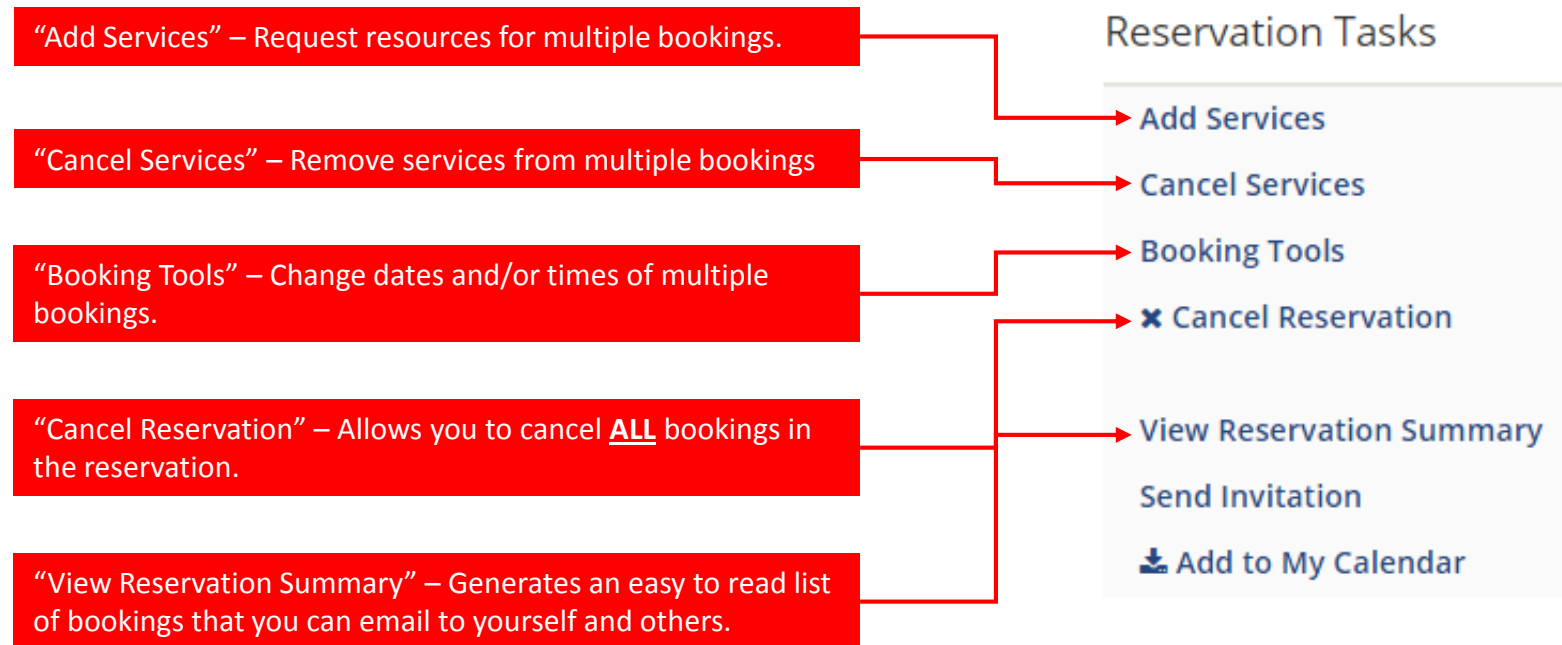 “Add Services” – Request resources for multiple bookings.
“Cancel Services” – Remove services from multiple bookings
“Booking Tools” – Change dates and/or times of multiple
bookings.
“Cancel Reservation” – Allows you to cancel ALL bookings in
the reservation.
“View Reservation Summary” – Generates an easy to read list
of bookings that you can email to yourself and others.
Reservation Tasks
Add Services
Cancel Services
Booking Tools
Cancel Reservation
View Reservation Summary
Send Invitation
Add to My Calendar